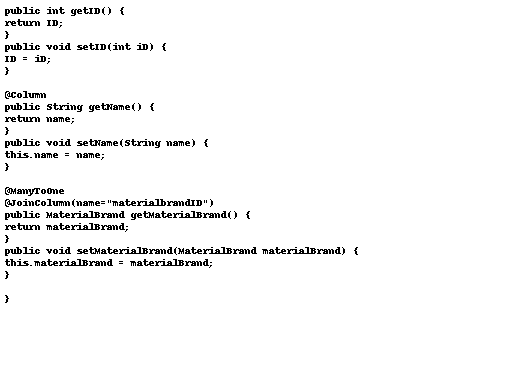 public int getID() {
return ID;
}
public void setID(int iD) {
ID = iD;
}
@Column
public String getName() {
return name;
}
public void setName(String name) {
this.name = name;
}
@ManyToOne
@JoinColumn(name="materialbrandID")
public MaterialBrand getMaterialBrand() {
return materialBrand;
}
public void setMaterialBrand(MaterialBrand materialBrand) {
this.materialBrand = materialBrand;
}
}